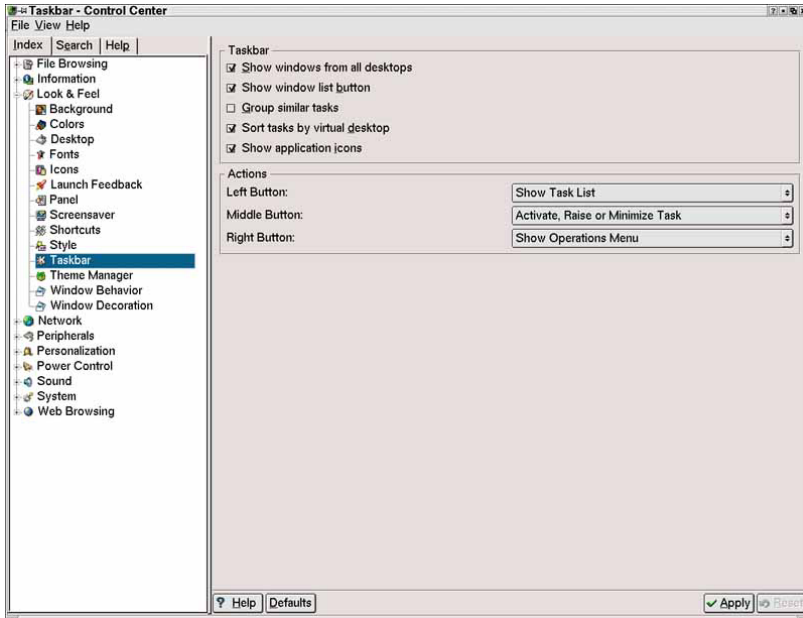 Taskbar - Control Center
File View Help
Index Search Help
File Browsing
Information
Look & Feel
Background
Colors
Desktop
Fonts
Icons
Launch Feedback
Panel
Screensaver
Shortcuts
Style
Taskbar
Theme Manager
Window Behavior
Window Decoration
Network
Peripherals
Personalization
Power Control
Sound
System
Web Browsing
Taskbar
Show windows from all desktops
Show window list button
Group similar tasks
Sort tasks by virtual desktop
Show application icons
Actions
Left Button: Show Task List
Middle Button: Activate, Raise or Minimize Task
Right Button: Show Operations Menu
? Help Defaults Apply Reset